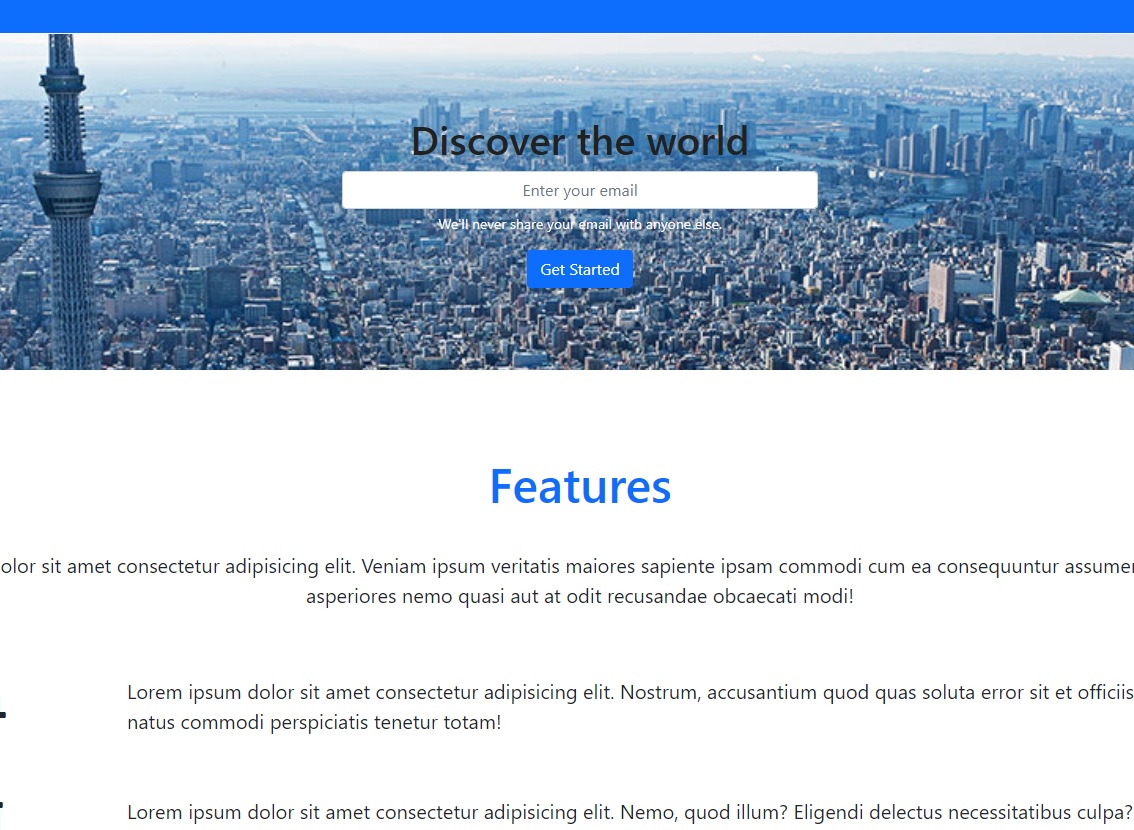 Discover the world
Enter your email
We'll never share your email with anyone else.
Get Started
Features
sit amet consectetur adipisicing elit. Veniam ipsum veritatis maiores sapiente ipsam commodi cum ea consequuntur
asperiores nemo quasi aut at odit recusandae obcaecati modi!
Lorem ipsum dolor sit amet consectetur adipisicing elit. Nostrum, accusantium quod quas soluta error sit et officiis
natus commodi perspiciatis tenetur totam!
Lorem ipsum dolor sit amet consectetur adipisicing elit. Nemo, quod illum? Eligendi delectus necessitatibus culpa?